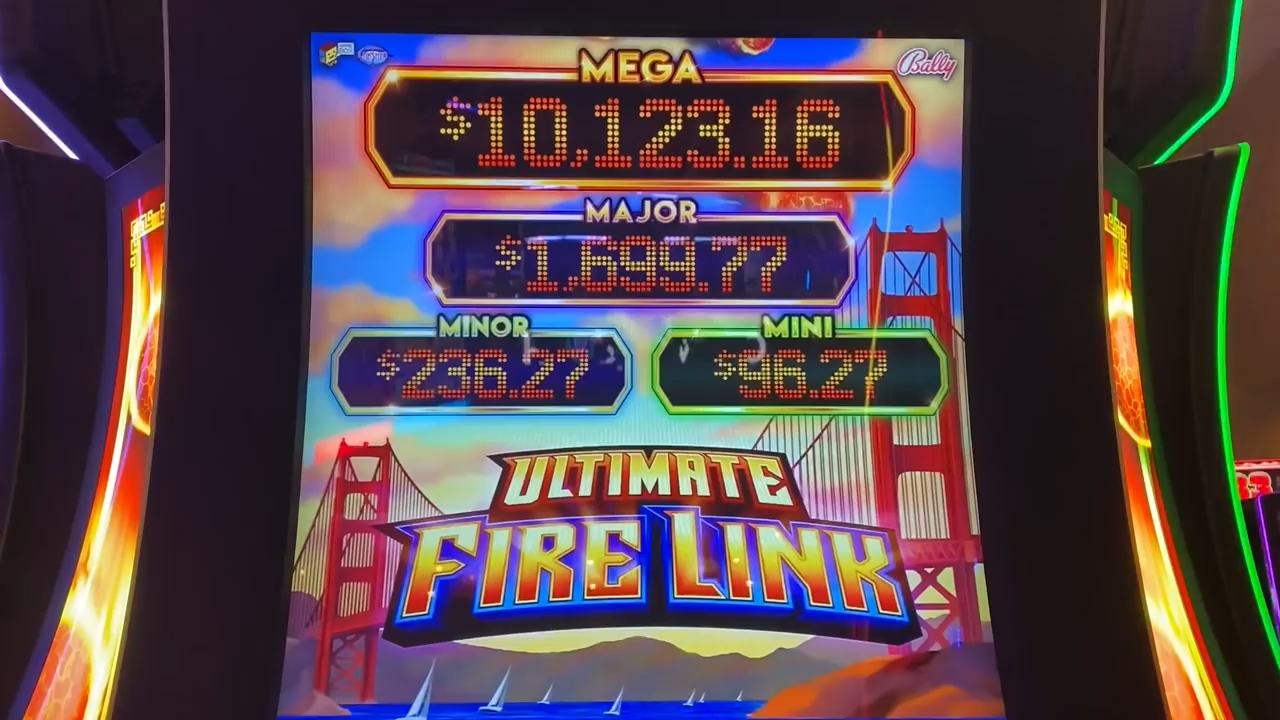 MEGA
Bally
$10,123.16
MAJOR
$1,699.77
MINOR
MINI
$236.27
$96.27
ULTIMATE
FIRE LINK